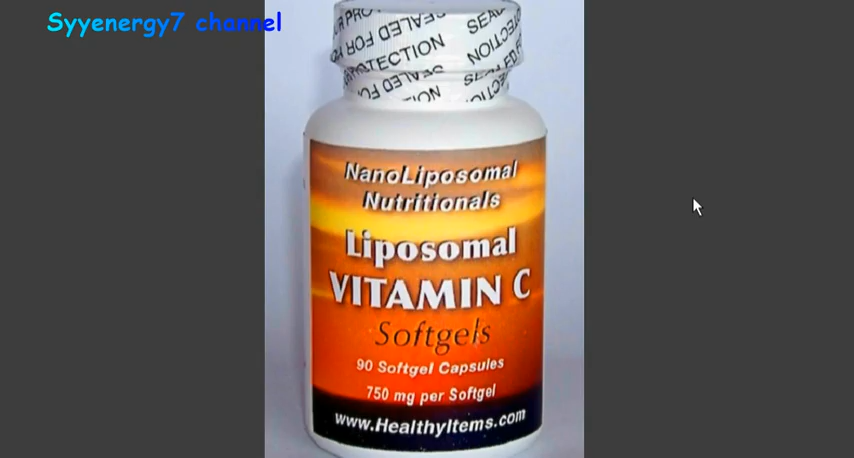 Syyenergy7 channel
SEALED FOR
PROTECTION
NanoLiposomal
Nutritionals
Liposomal
VITAMIN C
Softgels
90 Softgel Capsules
750 mg per Softgel
www.HealthyItems.com